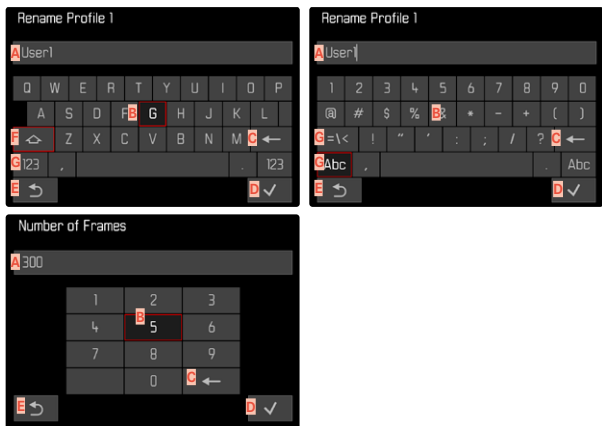 Rename Profile 1
A User1
Q W E R T Y U I O P
A S D F B G H J K L
F Z X C V B N M C ←
G 123 , . 123
E D ✓
Rename Profile 1
A User1
1 2 3 4 5 6 7 8 9 0
@ # $ % B & * - + ( )
G =\< ! " ' : ; / ? C ←
G Abc , . Abc
E D ✓
Number of Frames
A 300
1 2 3
4 B 5 6
7 8 9
0 C ←
E D ✓